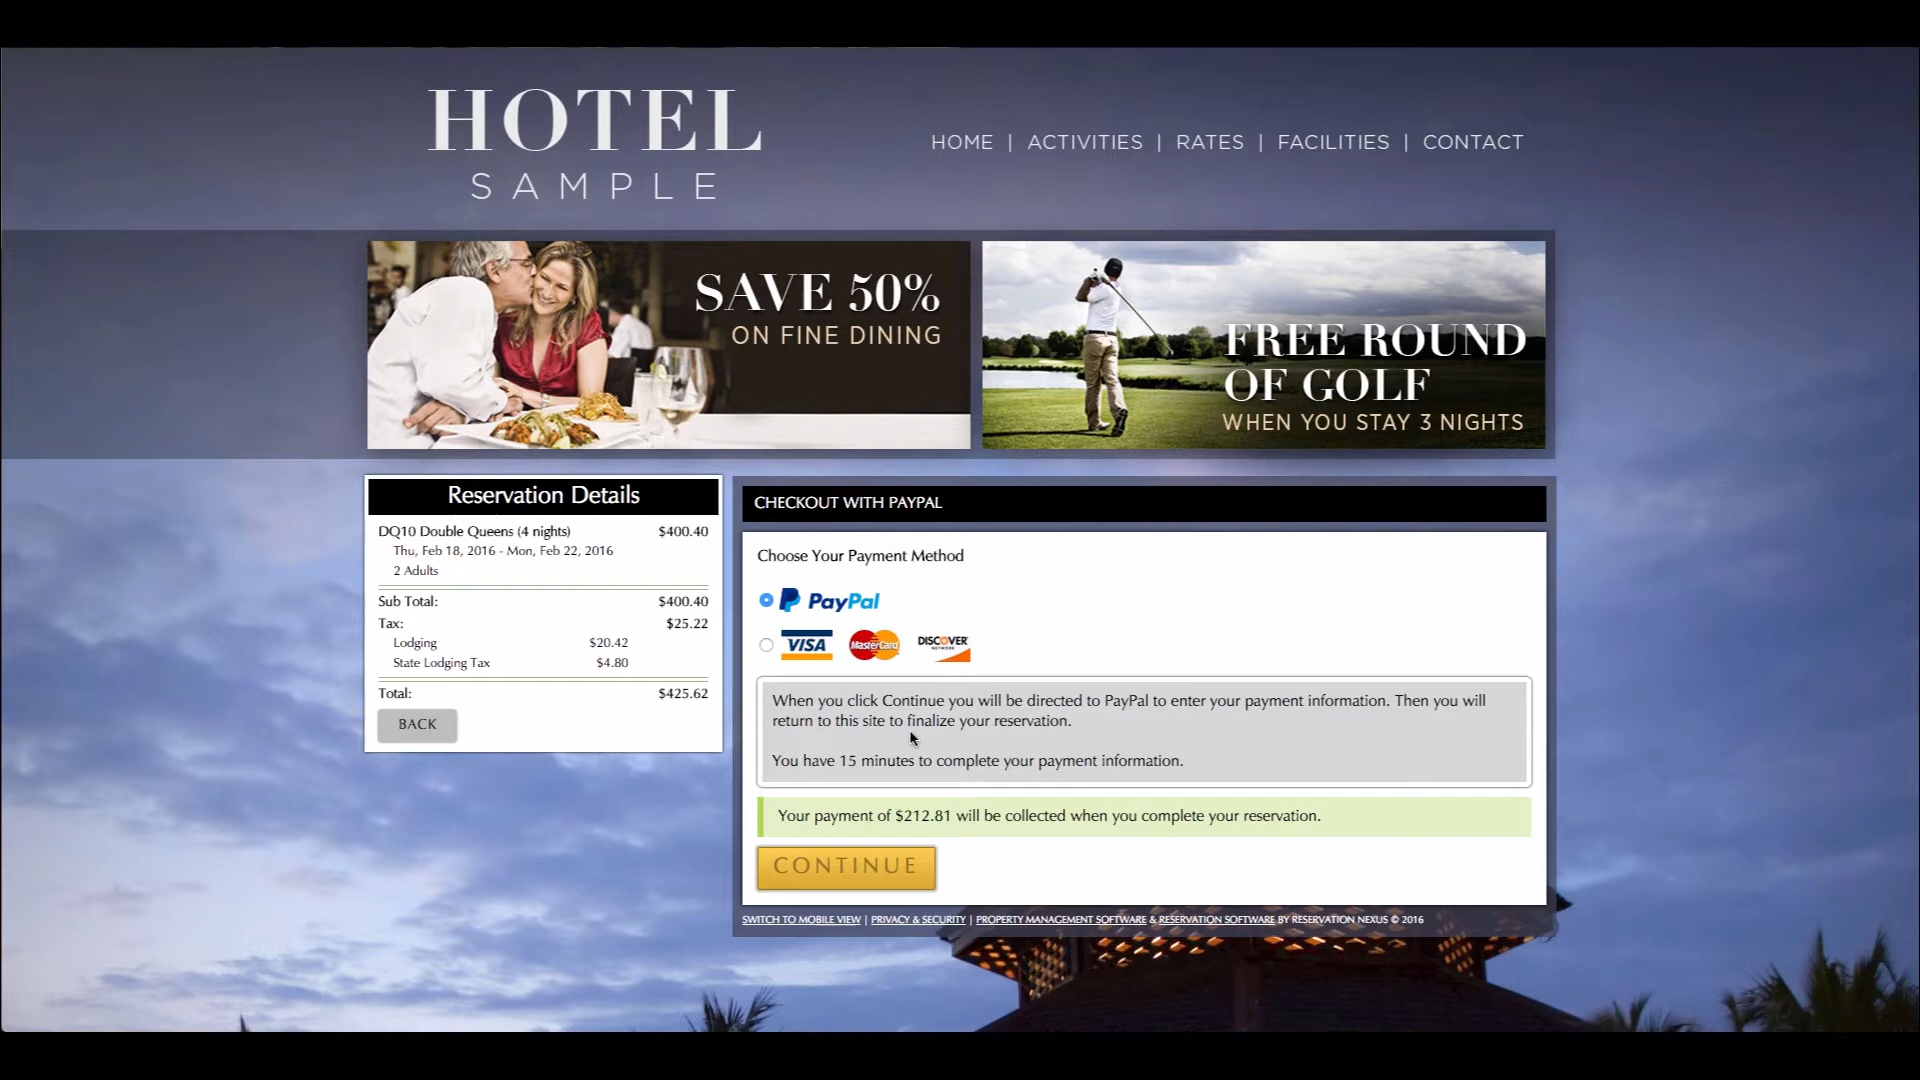 HOTEL
SAMPLE
HOME | ACTIVITIES | RATES | FACILITIES | CONTACT
SAVE 50%
ON FINE DINING
FREE ROUND
OF GOLF
WHEN YOU STAY 3 NIGHTS
Reservation Details
DQ10 Double Queens (4 nights) $400.40
Thu, Feb 18, 2016 - Mon, Feb 22, 2016
2 Adults
Sub Total: $400.40
Tax: $25.22
Lodging $20.42
State Lodging Tax $4.80
Total: $425.62
BACK
CHECKOUT WITH PAYPAL
Choose Your Payment Method
PayPal
VISA MasterCard DISCOVER
NETWORK
When you click Continue you will be directed to PayPal to enter your payment information. Then you will
return to this site to finalize your reservation.
You have 15 minutes to complete your payment information.
Your payment of $212.81 will be collected when you complete your reservation.
CONTINUE
SWITCH TO MOBILE VIEW | PRIVACY & SECURITY | PROPERTY MANAGEMENT SOFTWARE & RESERVATION SOFTWARE BY RESERVATION NEXUS © 2016